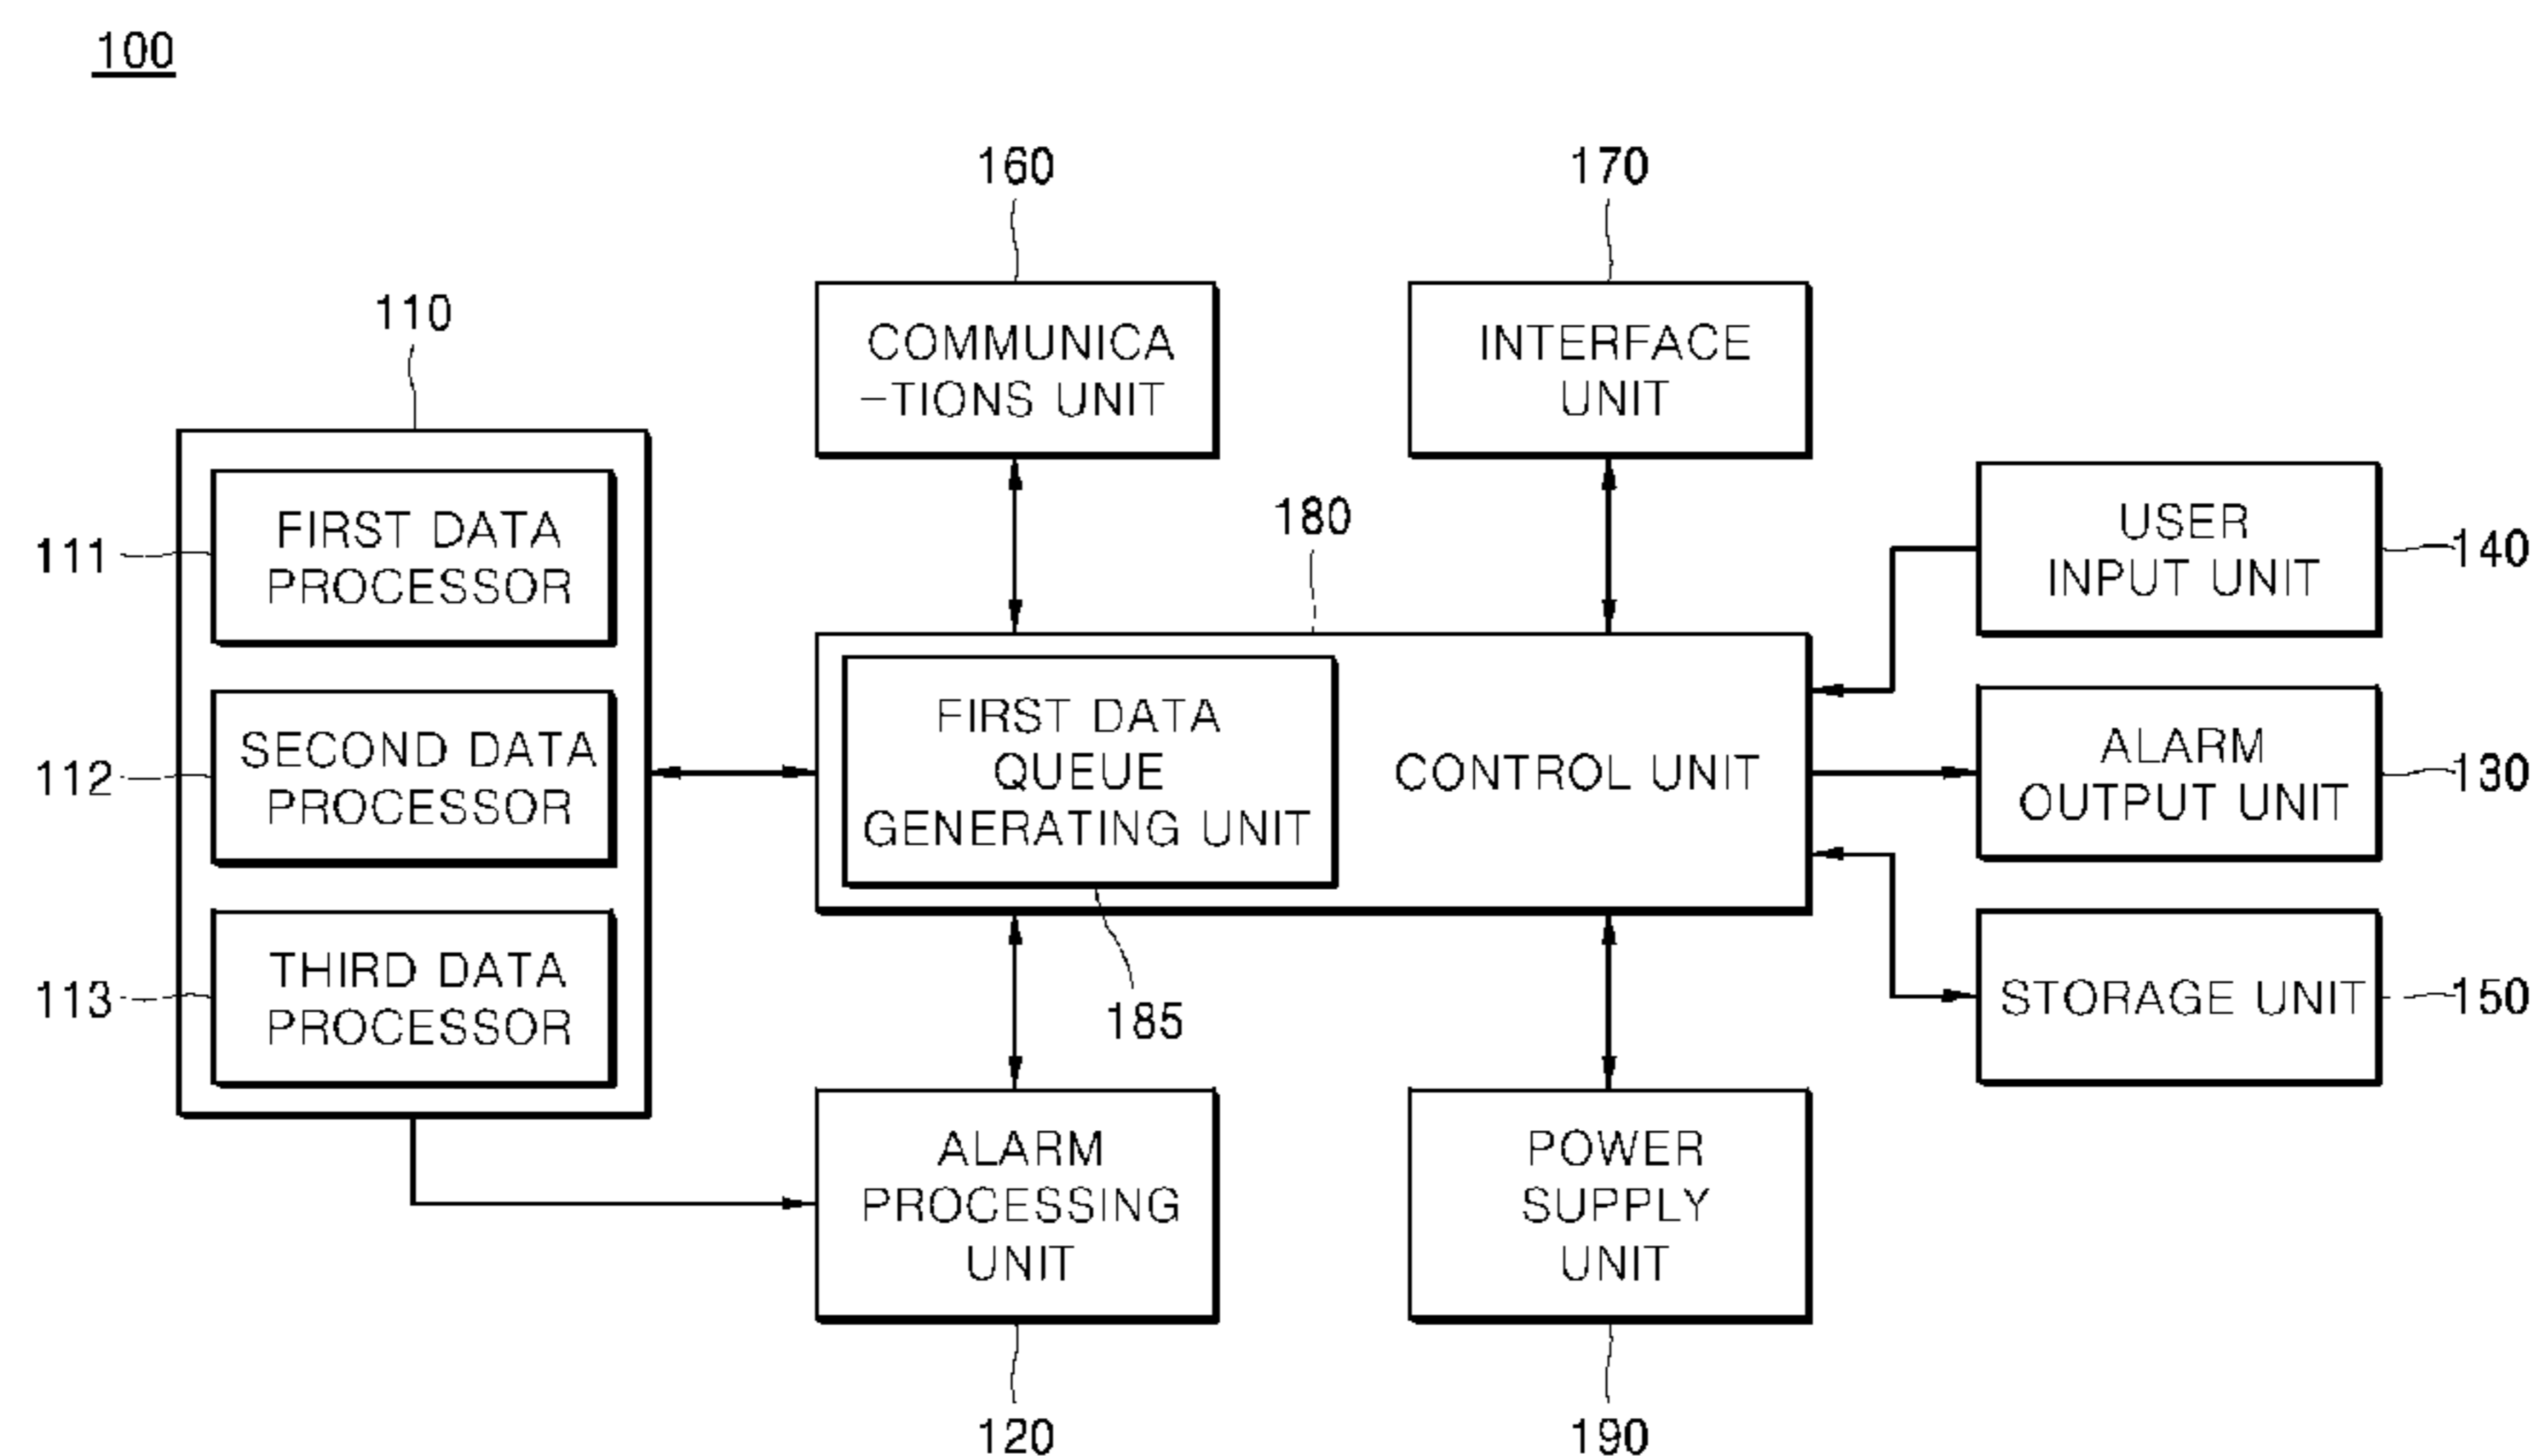 100
160
170
110
COMMUNICA
-TIONS UNIT
INTERFACE
UNIT
111
FIRST DATA
PROCESSOR
180
USER
INPUT UNIT
140
112
SECOND DATA
PROCESSOR
FIRST DATA
QUEUE
GENERATING UNIT
CONTROL UNIT
ALARM
OUTPUT UNIT
130
113
THIRD DATA
PROCESSOR
185
STORAGE UNIT
150
ALARM
PROCESSING
UNIT
POWER
SUPPLY
UNIT
120
190